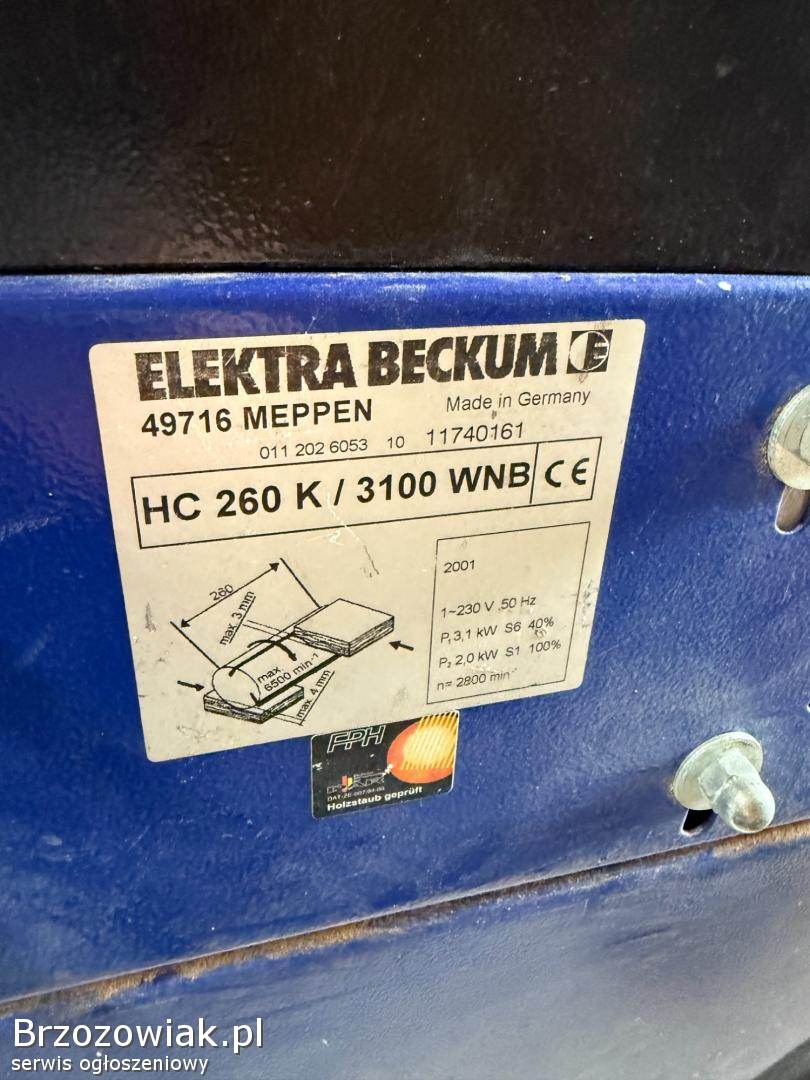 ELEKTRA BECKUM
49716 MEPPEN
Made in Germany
011 202 6053 10 11740161
HC 260 K / 3100 WNB CE
260
max. 3 mm
max.
6500 min⁻¹
max. 4 mm
2001
1~230 V 50 Hz
P₁ 3,1 kW S6 40%
P₂ 2,0 kW S1 100%
n= 2800 min⁻¹
FPH
Holzstaub geprüft
Brzozowiak.pl
serwis ogłoszeniowy